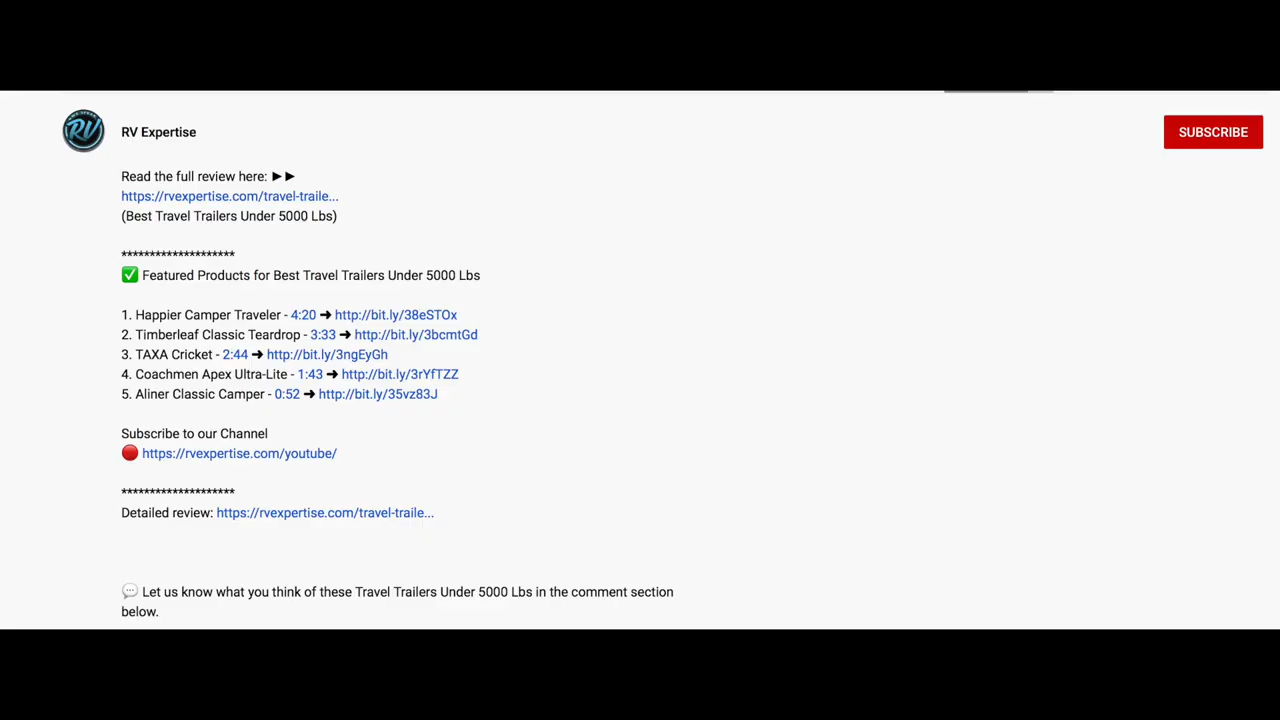 RV
RV Expertise
SUBSCRIBE
Read the full review here: ►►
https://rvexpertise.com/travel-traile...
(Best Travel Trailers Under 5000 Lbs)
********************
✅ Featured Products for Best Travel Trailers Under 5000 Lbs
1. Happier Camper Traveler - 4:20 ➜ http://bit.ly/38eSTOx
2. Timberleaf Classic Teardrop - 3:33 ➜ http://bit.ly/3bcmtGd
3. TAXA Cricket - 2:44 ➜ http://bit.ly/3ngEyGh
4. Coachmen Apex Ultra-Lite - 1:43 ➜ http://bit.ly/3rYfTZZ
5. Aliner Classic Camper - 0:52 ➜ http://bit.ly/35vz83J
Subscribe to our Channel
🔴 https://rvexpertise.com/youtube/
********************
Detailed review: https://rvexpertise.com/travel-traile...
💬 Let us know what you think of these Travel Trailers Under 5000 Lbs in the comment section
below.